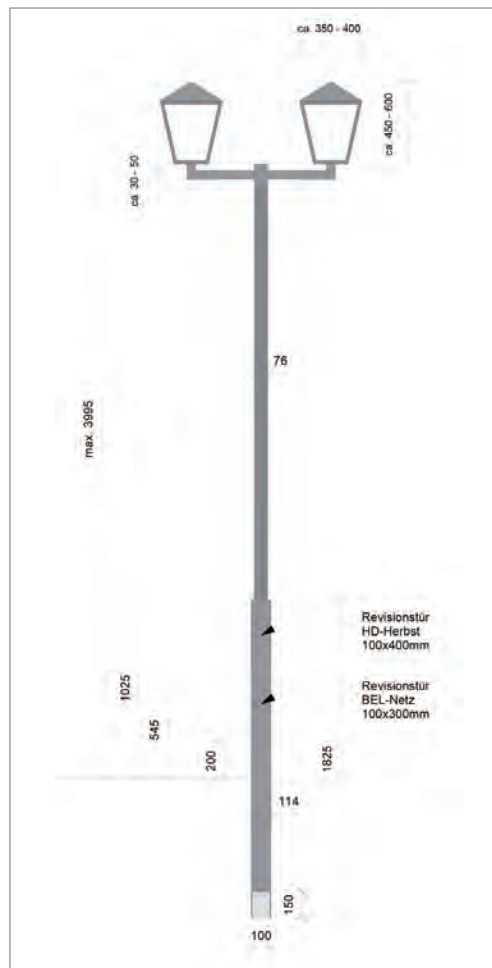 ca. 350 - 400
ca. 450 - 600
ca. 30 - 50
76
max. 3995
Revisionstür
HD-Herbst
100x400mm
Revisionstür
BEL-Netz
100x300mm
1025
545
200
1825
114
150
100